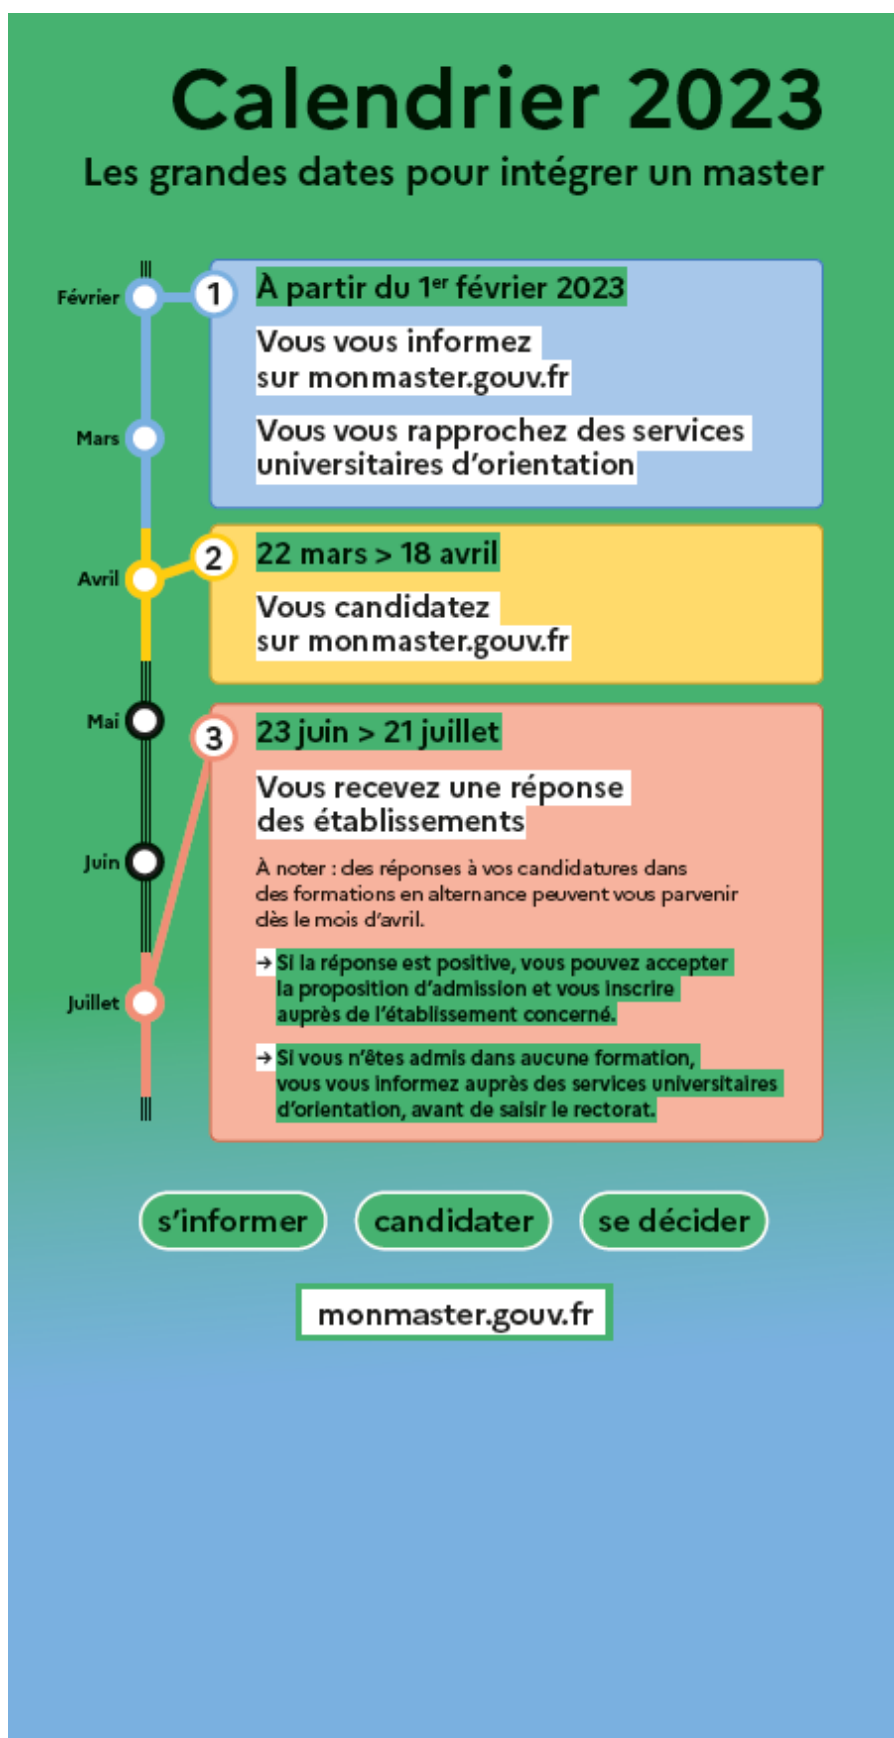 Calendrier 2023
Les grandes dates pour intégrer un master
Février
1
À partir du 1er février 2023
Vous vous informez
sur monmaster.gouv.fr
Mars
Vous vous rapprochez des services
universitaires d'orientation
Avril
2
22 mars > 18 avril
Vous candidatez
sur monmaster.gouv.fr
Mai
3
23 juin > 21 juillet
Vous recevez une réponse
des établissements
Juin
À noter : des réponses à vos candidatures dans
des formations en alternance peuvent vous parvenir
dès le mois d'avril.
Juillet
→ Si la réponse est positive, vous pouvez accepter
la proposition d'admission et vous inscrire
auprès de l'établissement concerné.
→ Si vous n'êtes admis dans aucune formation,
vous vous informez auprès des services universitaires
d'orientation, avant de saisir le rectorat.
s'informer
candidater
se décider
monmaster.gouv.fr